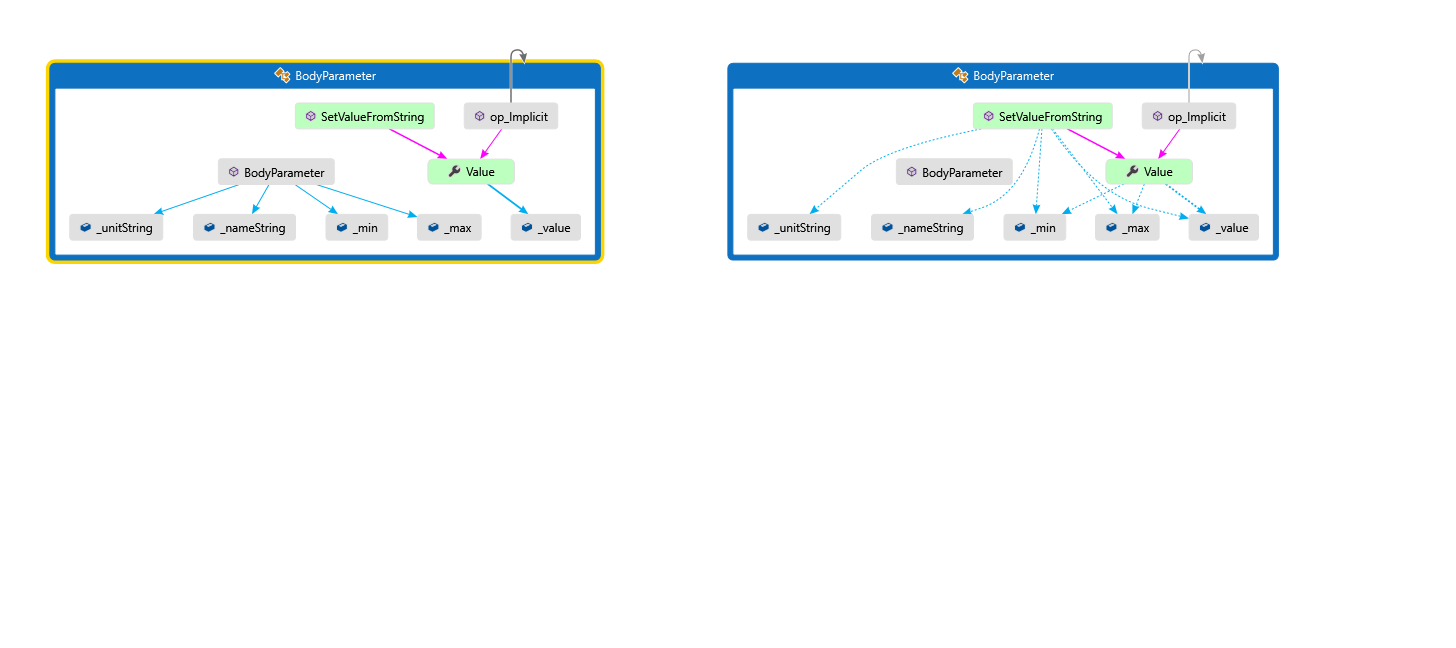 BodyParameter
SetValueFromString
op_Implicit
BodyParameter
Value
_unitString
_nameString
_min
_max
_value
BodyParameter
SetValueFromString
op_Implicit
BodyParameter
Value
_unitString
_nameString
_min
_max
_value